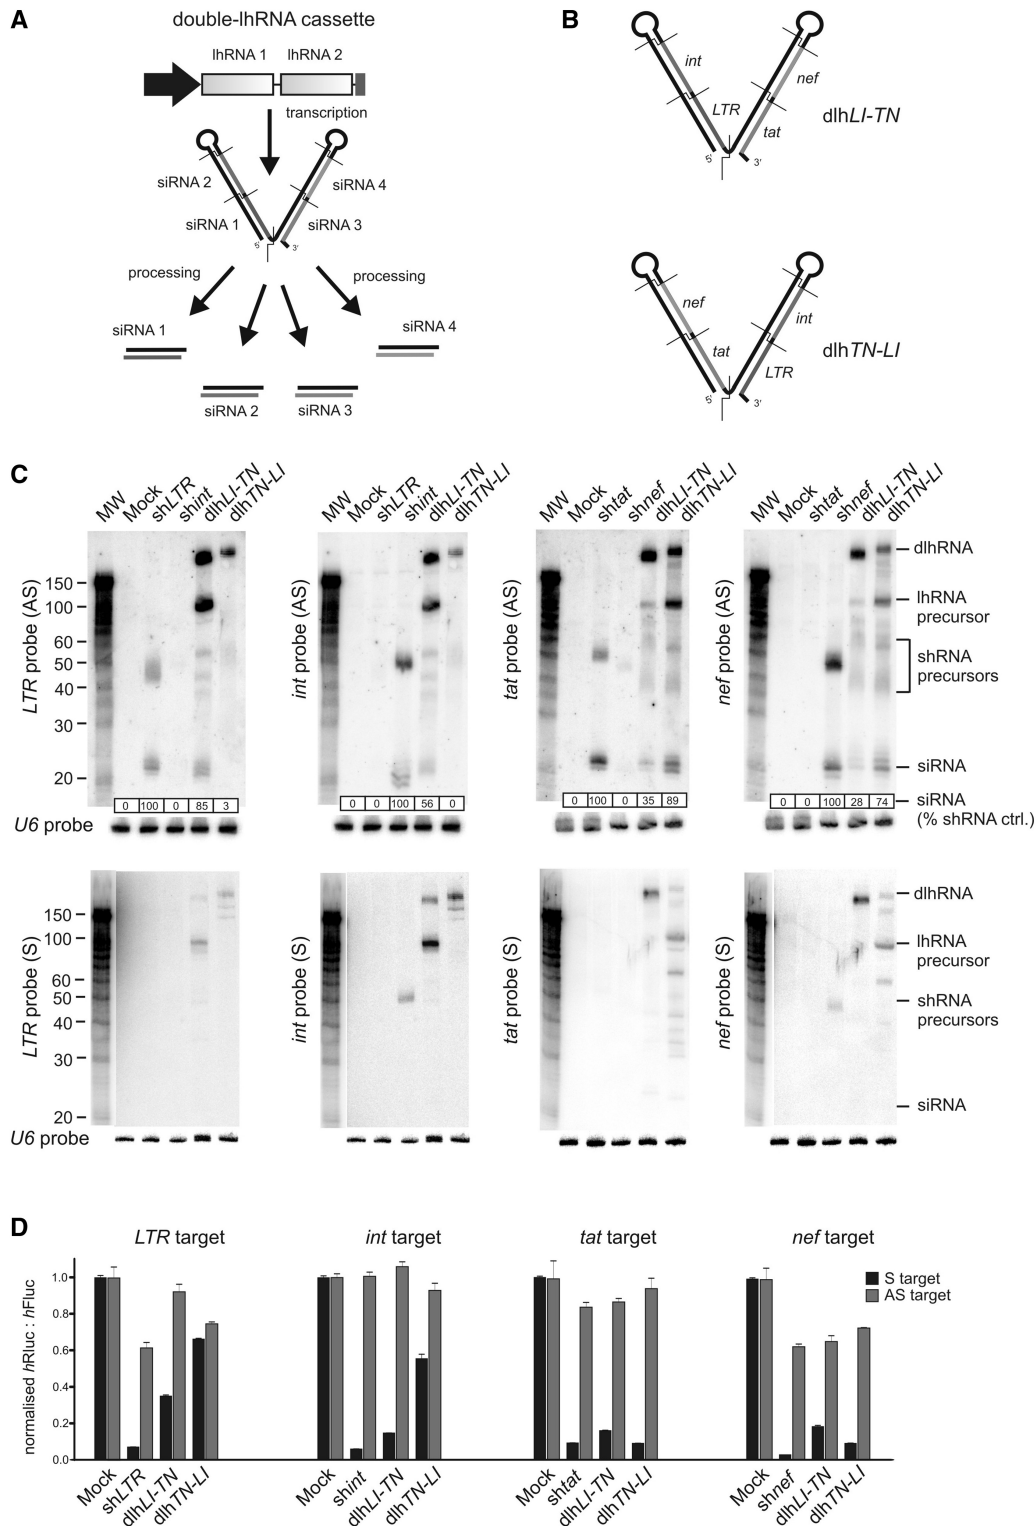 A
double-lhRNA cassette
lhRNA 1 lhRNA 2
transcription
siRNA 2
siRNA 4
siRNA 1
siRNA 3
5' 3'
processing
processing
siRNA 1
siRNA 4
siRNA 2
siRNA 3
B
int
nef
LTR
tat
dlhLI-TN
5' 3'
nef
int
tat
LTR
dlhTN-LI
5' 3'
C
MW Mock shLTR shint dlhLI-TN dlhTN-LI
MW Mock shLTR shint dlhLI-TN dlhTN-LI
MW Mock shtat shnef dlhLI-TN dlhTN-LI
MW Mock shtat shnef dlhLI-TN dlhTN-LI
LTR probe (AS)
150
100
60
50
40
30
20
int probe (AS)
tat probe (AS)
nef probe (AS)
dlhRNA
lhRNA
precursor
shRNA
precursors
siRNA
0 100 0 85 3
0 0 100 56 0
0 100 0 35 89
0 0 100 28 74
siRNA
(% shRNA ctrl.)
U6 probe
LTR probe (S)
150
100
60
50
40
30
20
int probe (S)
tat probe (S)
nef probe (S)
dlhRNA
lhRNA
precursor
shRNA
precursors
siRNA
U6 probe
D
LTR target
int target
tat target
nef target
S target
AS target
normalised hRluc : hFluc
1.0
0.8
0.6
0.4
0.2
0.0
Mock shLTR dlhLI-TN dlhTN-LI
Mock shint dlhLI-TN dlhTN-LI
Mock shtat dlhLI-TN dlhTN-LI
Mock shnef dlhLI-TN dlhTN-LI